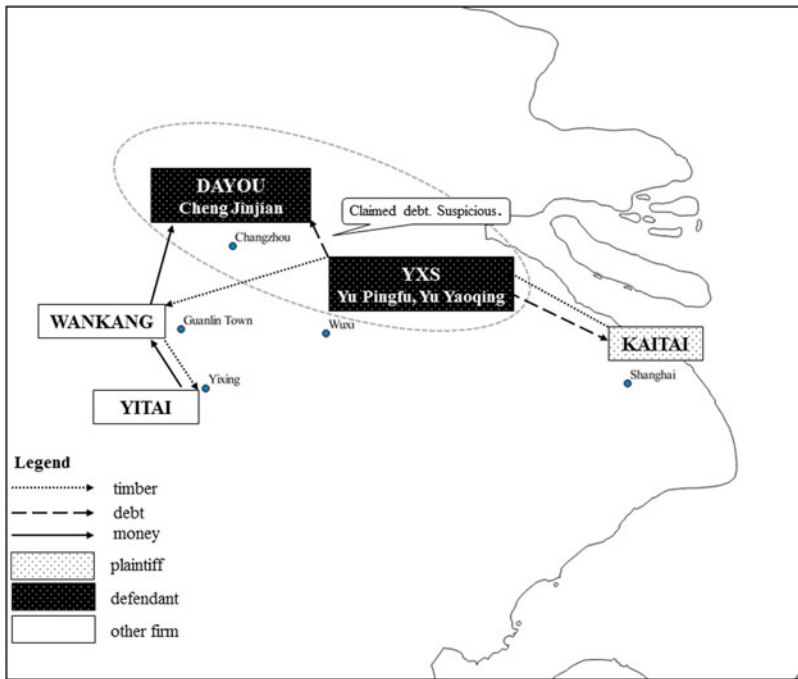 DAYOU
Cheng Jinjian
Claimed debt. Suspicious.
Changzhou
YXS
Yu Pingfu, Yu Yaoqing
WANKANG
Guanlin Town
Wuxi
KAITAI
Shanghai
Yixing
YITAI
Legend
timber
debt
money
plaintiff
defendant
other firm